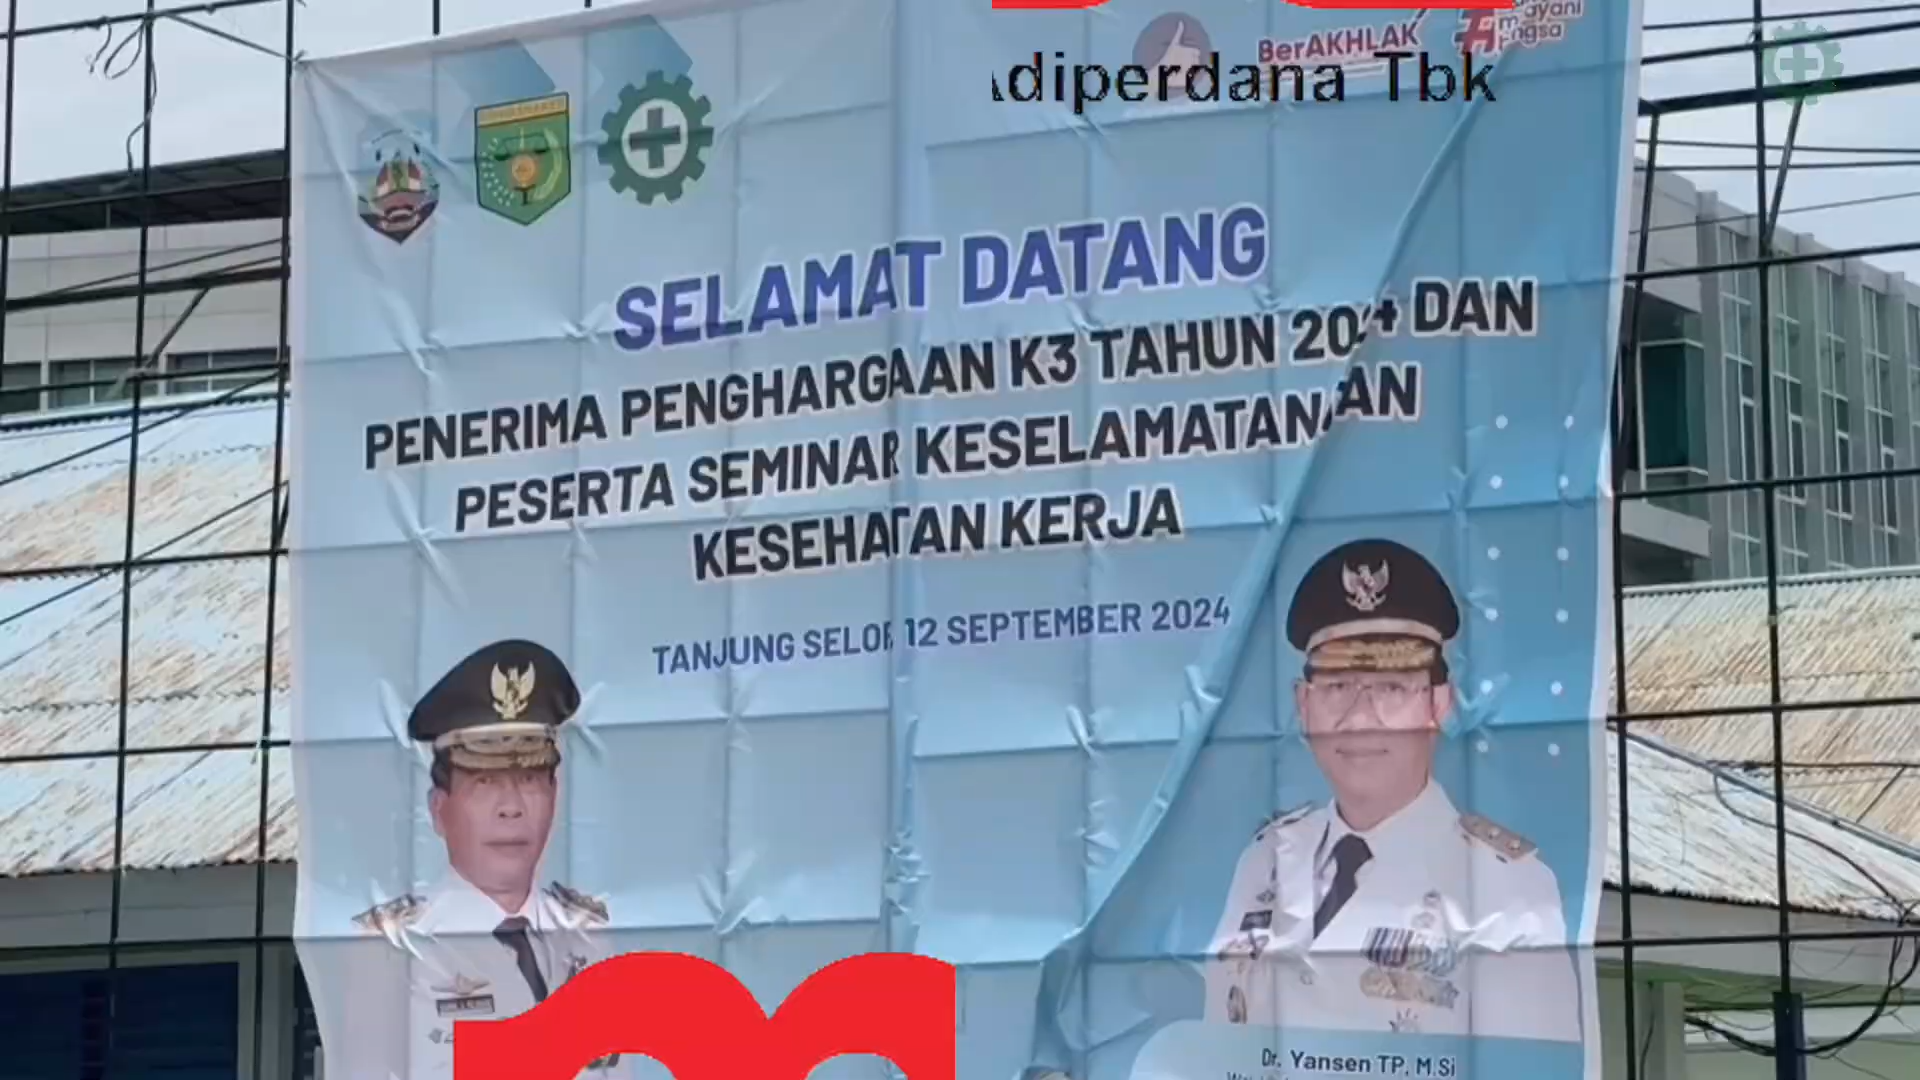 BerAKHLAK
Adiperdana Tbk
SELAMAT DATANG
PENERIMA PENGHARGAAN K3 TAHUN 2024 DAN
PESERTA SEMINAR KESELAMATAN
KESEHATAN KERJA
TANJUNG SELOR 12 SEPTEMBER 2024
Dr. Yansen TP, M.Si